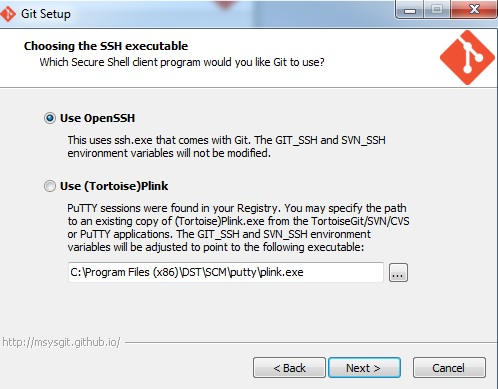 Git Setup
Choosing the SSH executable
Which Secure Shell client program would you like Git to use?
Use OpenSSH
This uses ssh.exe that comes with Git. The GIT_SSH and SVN_SSH
environment variables will not be modified.
Use (Tortoise)Plink
PuTTY sessions were found in your Registry. You may specify the path
to an existing copy of (Tortoise)Plink.exe from the TortoiseGit/SVN/CVS
or PuTTY applications. The GIT_SSH and SVN_SSH environment
variables will be adjusted to point to the following executable:
C:\Program Files (x86)\DST\SCM\putty\plink.exe
...
http://msysgit.github.io/
< Back
Next >
Cancel